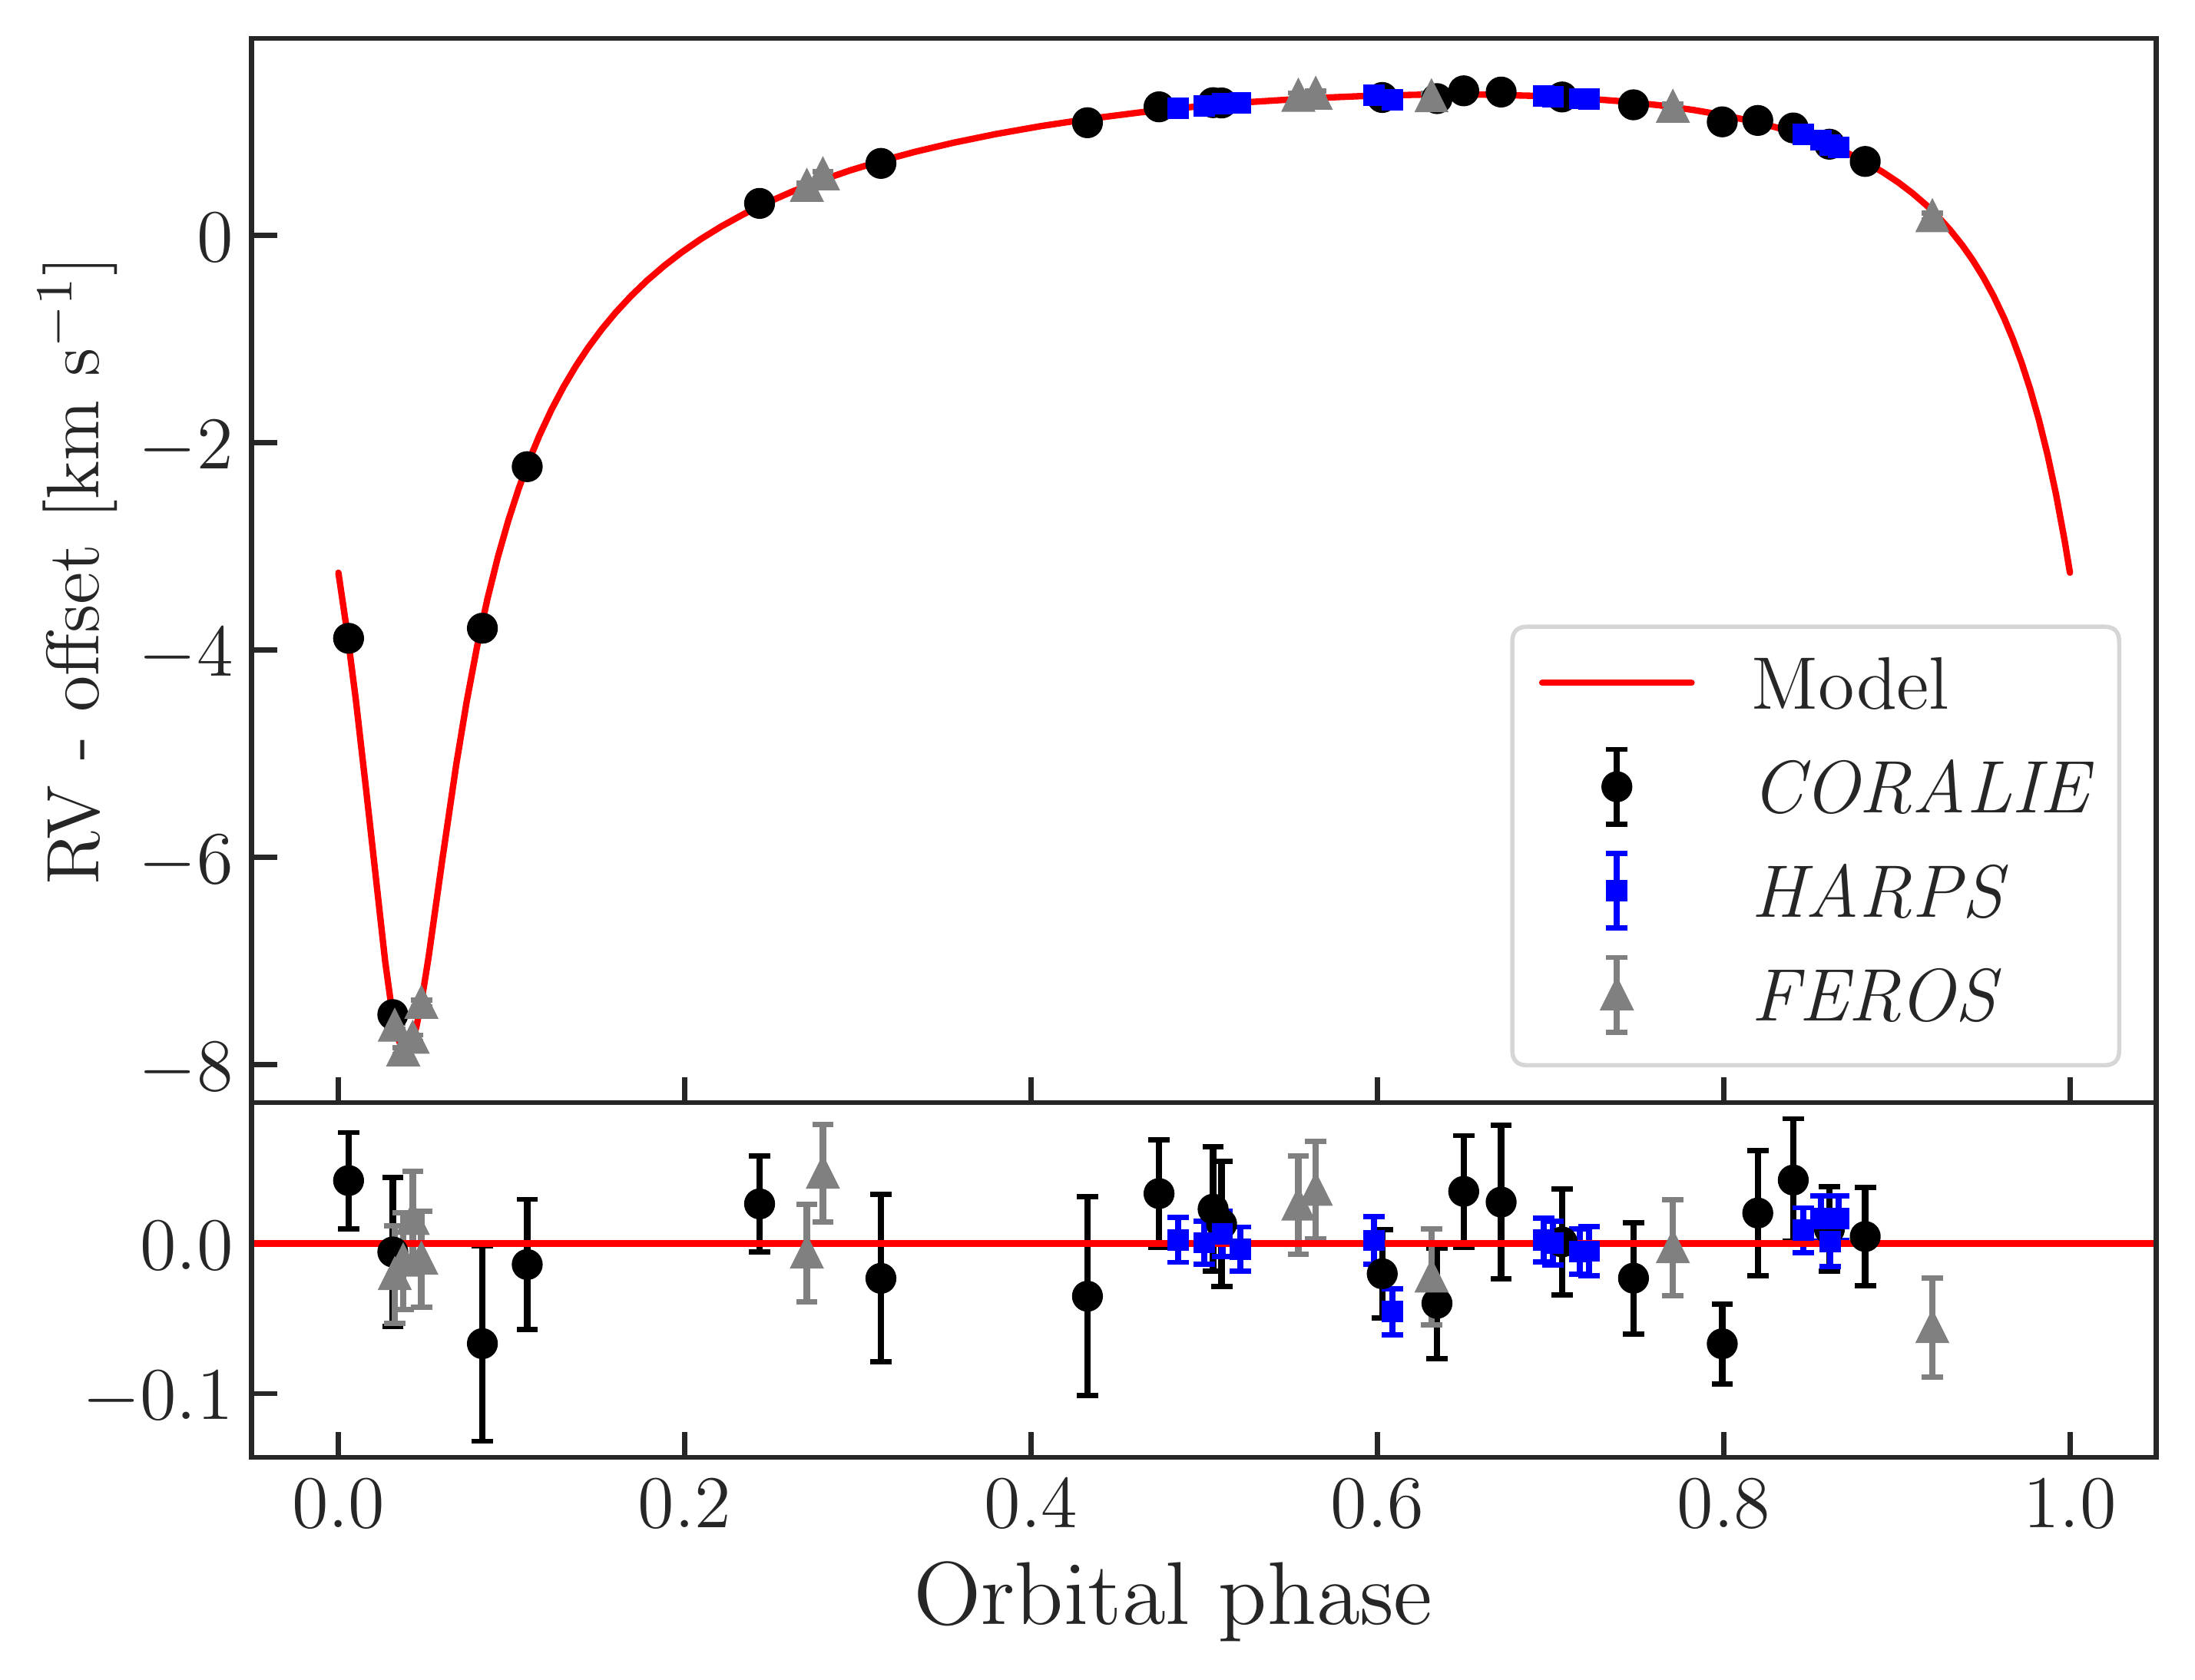 RV - offset [km s⁻¹]
0
−2
−4
−6
−8
Model
CORALIE
HARPS
FEROS
0.0
−0.1
0.0 0.2 0.4 0.6 0.8 1.0
Orbital phase